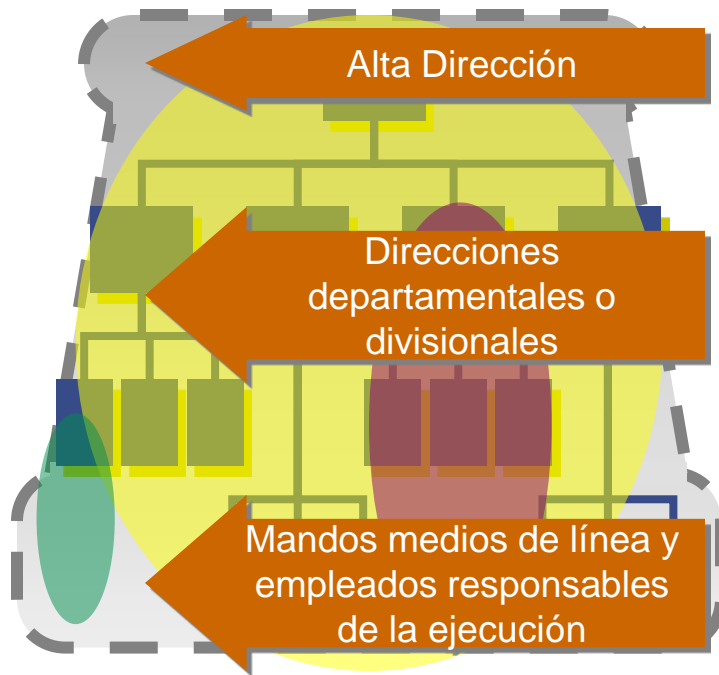 Alta Dirección
Direcciones
departamentales o
divisionales
Mandos medios de línea y
empleados responsables
de la ejecución